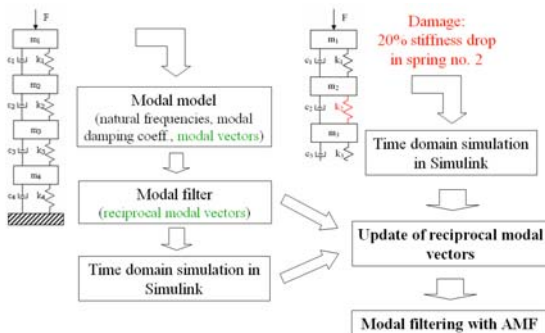 F
m₁
k₁
m₂
c₂ k₂
m₃
c₃ k₃
m₄
c₄ k₄
Modal model
(natural frequencies, modal
damping coeff., modal vectors)
Modal filter
(reciprocal modal vectors)
Time domain simulation in
Simulink
F
m₁
c₁ k₁
m₂
c₂
m₃
c₃ k₃
Damage:
20% stiffness drop
in spring no. 2
Time domain simulation
in Simulink
Update of reciprocal modal
vectors
Modal filtering with AMF